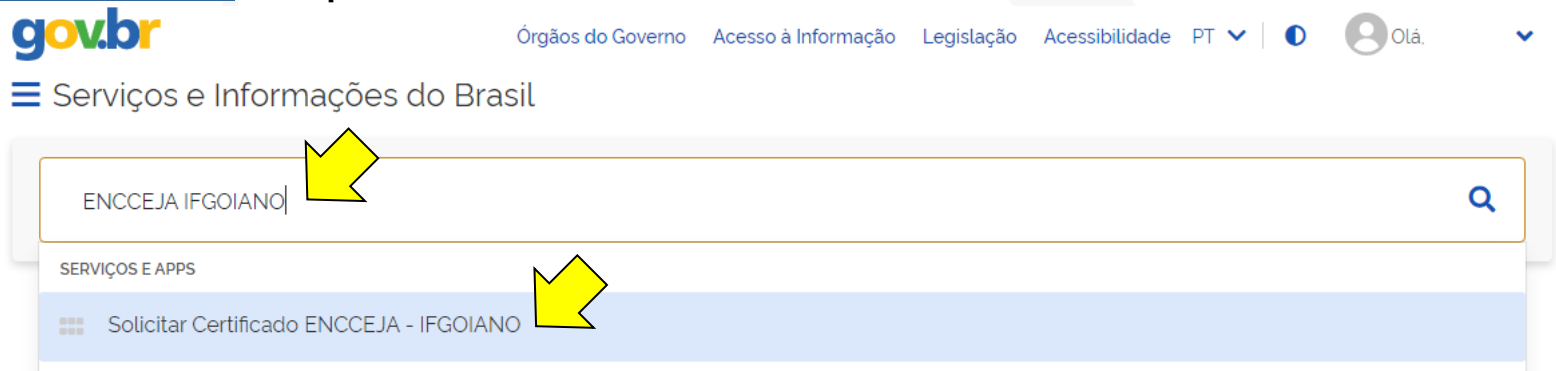 gov.br
Órgãos do Governo Acesso à Informação Legislação Acessibilidade PT Olá,
Serviços e Informações do Brasil
ENCCEJA IFGOIANO
SERVIÇOS E APPS
Solicitar Certificado ENCCEJA - IFGOIANO